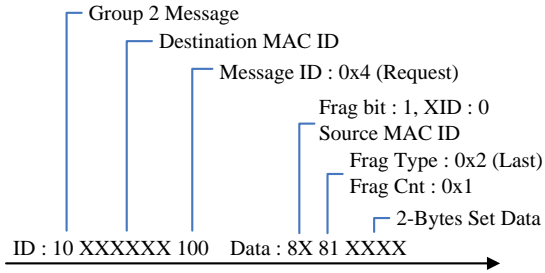 Group 2 Message
Destination MAC ID
Message ID : 0x4 (Request)
Frag bit : 1, XID : 0
Source MAC ID
Frag Type : 0x2 (Last)
Frag Cnt : 0x1
2-Bytes Set Data
ID : 10 XXXXXX 100 Data : 8X 81 XXXX